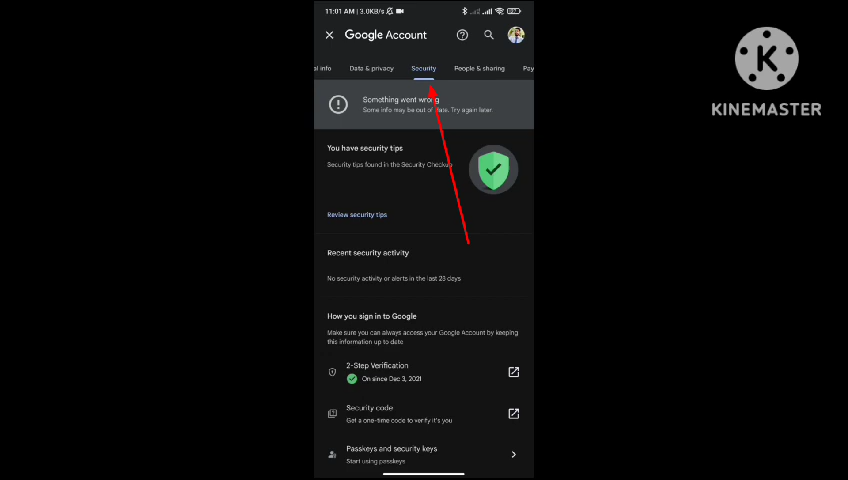 11:01 AM | 3.0KB/s
Google Account
al info Data & privacy Security People & sharing Pay
Something went wrong
Some info may be out of date. Try again later.
You have security tips
Security tips found in the Security Checkup
Review security tips
Recent security activity
No security activity or alerts in the last 23 days
How you sign in to Google
Make sure you can always access your Google Account by keeping
this information up to date
2-Step Verification
On since Dec 3, 2021
Security code
Get a one-time code to verify it's you
Passkeys and security keys
Start using passkeys
K
KINEMASTER